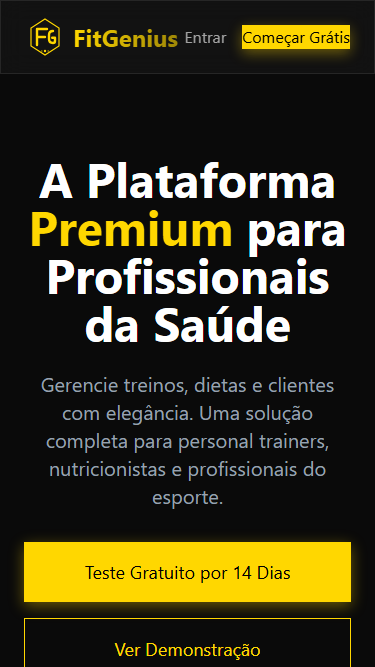 FG FitGenius Entrar Começar Grátis
A Plataforma
Premium para
Profissionais
da Saúde
Gerencie treinos, dietas e clientes
com elegância. Uma solução
completa para personal trainers,
nutricionistas e profissionais do
esporte.
Teste Gratuito por 14 Dias
Ver Demonstração